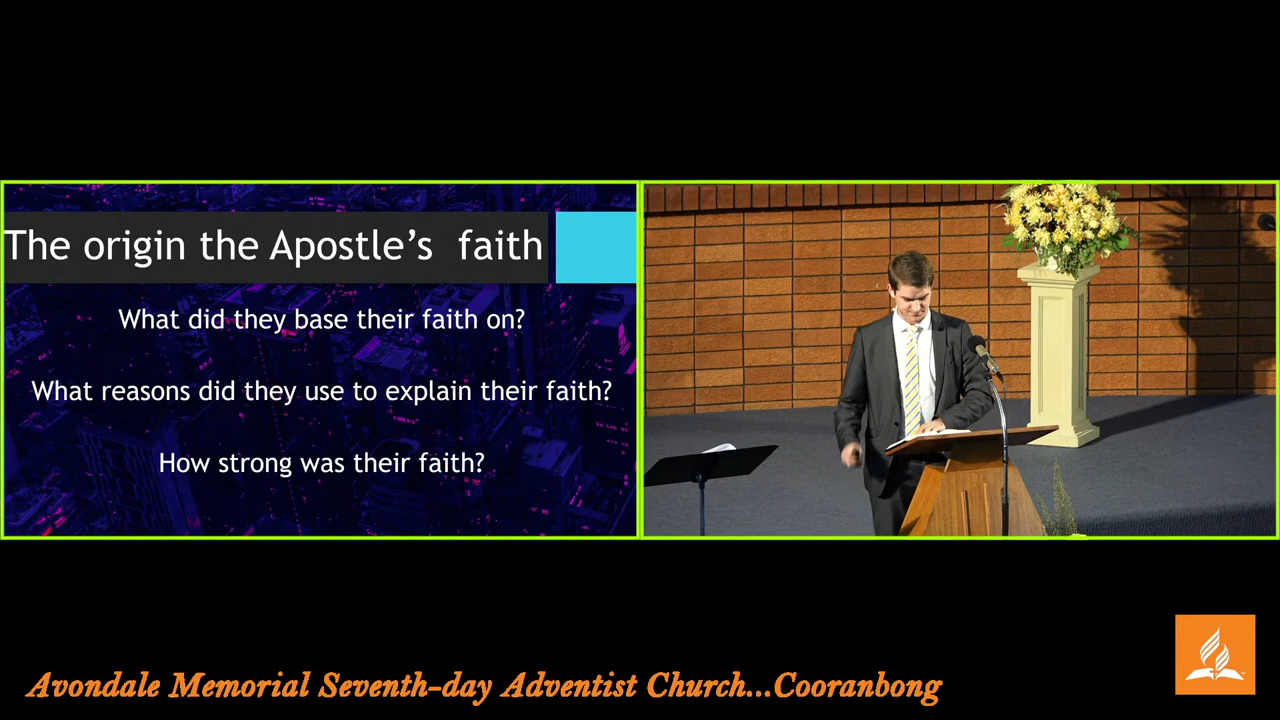 The origin the Apostle’s  faith
What did they base their faith on?
What reasons did they use to explain their faith?
How strong was their faith?
Avondale Memorial Seventh-day Adventist Church...Cooranbong